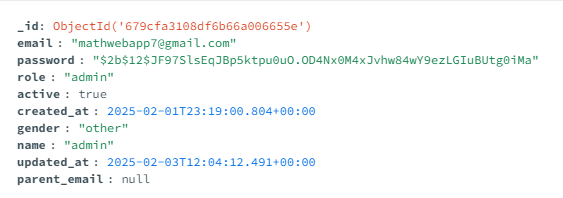 _id: ObjectId('679cfa3108df6b66a006655e')
email : "mathwebapp7@gmail.com"
password : "$2b$12$JF97SlsEqJBp5ktpu0uO.OD4Nx0M4xJvhw84wY9ezLGIuBUtg0iMa"
role : "admin"
active : true
created_at : 2025-02-01T23:19:00.804+00:00
gender : "other"
name : "admin"
updated_at : 2025-02-03T12:04:12.491+00:00
parent_email : null